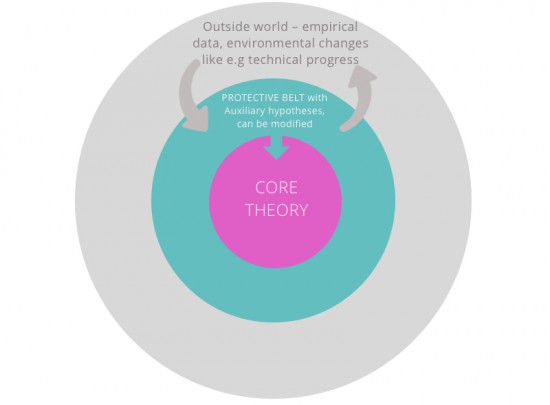 Outside world – empirical
data, environmental changes
like e.g technical progress
PROTECTIVE BELT with
Auxiliary hypotheses,
can be modified
CORE
THEORY